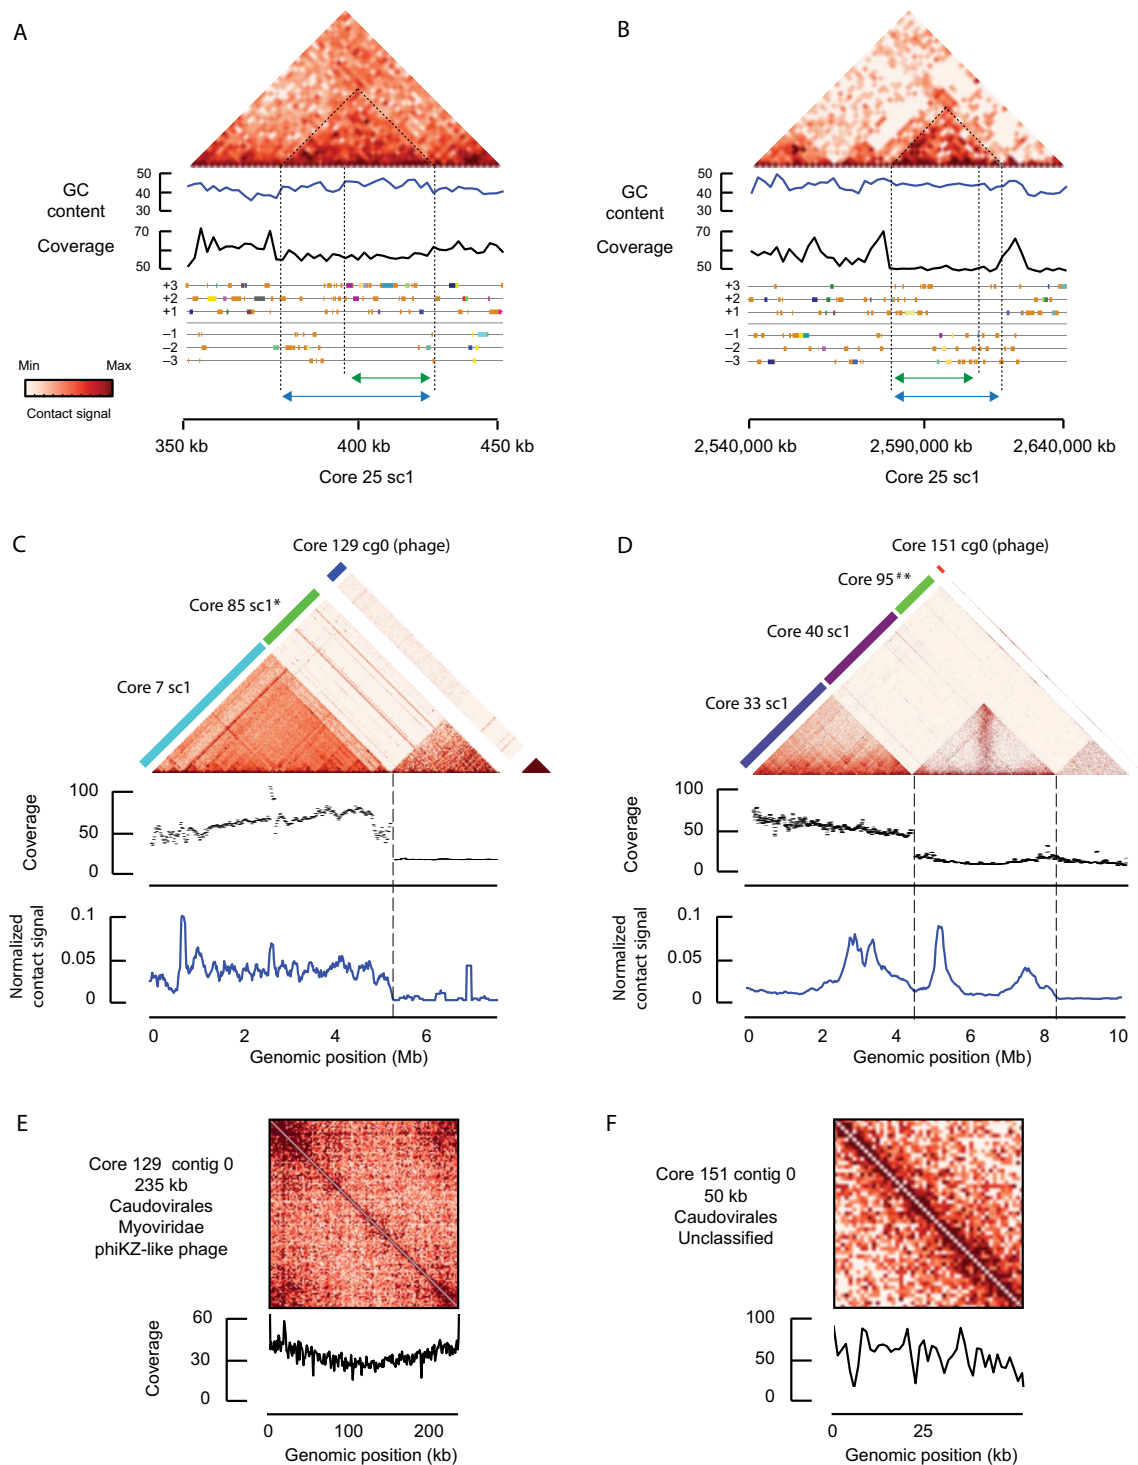 A
GC
content
50
40
30
Coverage
70
50
+3
+2
+1
−1
−2
−3
Min
Max
Contact signal
350 kb
400 kb
450 kb
Core 25 sc1
B
GC
content
50
40
30
Coverage
70
50
+3
+2
+1
−1
−2
−3
2,540,000 kb
2,590,000 kb
2,640,000 kb
Core 25 sc1
C
Core 129 cg0 (phage)
Core 85 sc1*
Core 7 sc1
Coverage
100
50
0
Normalized
contact signal
0.1
0.05
0
0
2
4
6
Genomic position (Mb)
D
Core 151 cg0 (phage)
Core 95#*
Core 40 sc1
Core 33 sc1
Coverage
100
50
0
Normalized
contact signal
0.1
0.05
0
0
2
4
6
8
10
Genomic position (Mb)
E
Core 129 contig 0
235 kb
Caudovirales
Myoviridae
phiKZ-like phage
Coverage
60
30
0
0
100
200
Genomic position (kb)
F
Core 151 contig 0
50 kb
Caudovirales
Unclassified
100
50
0
0
25
Genomic position (kb)